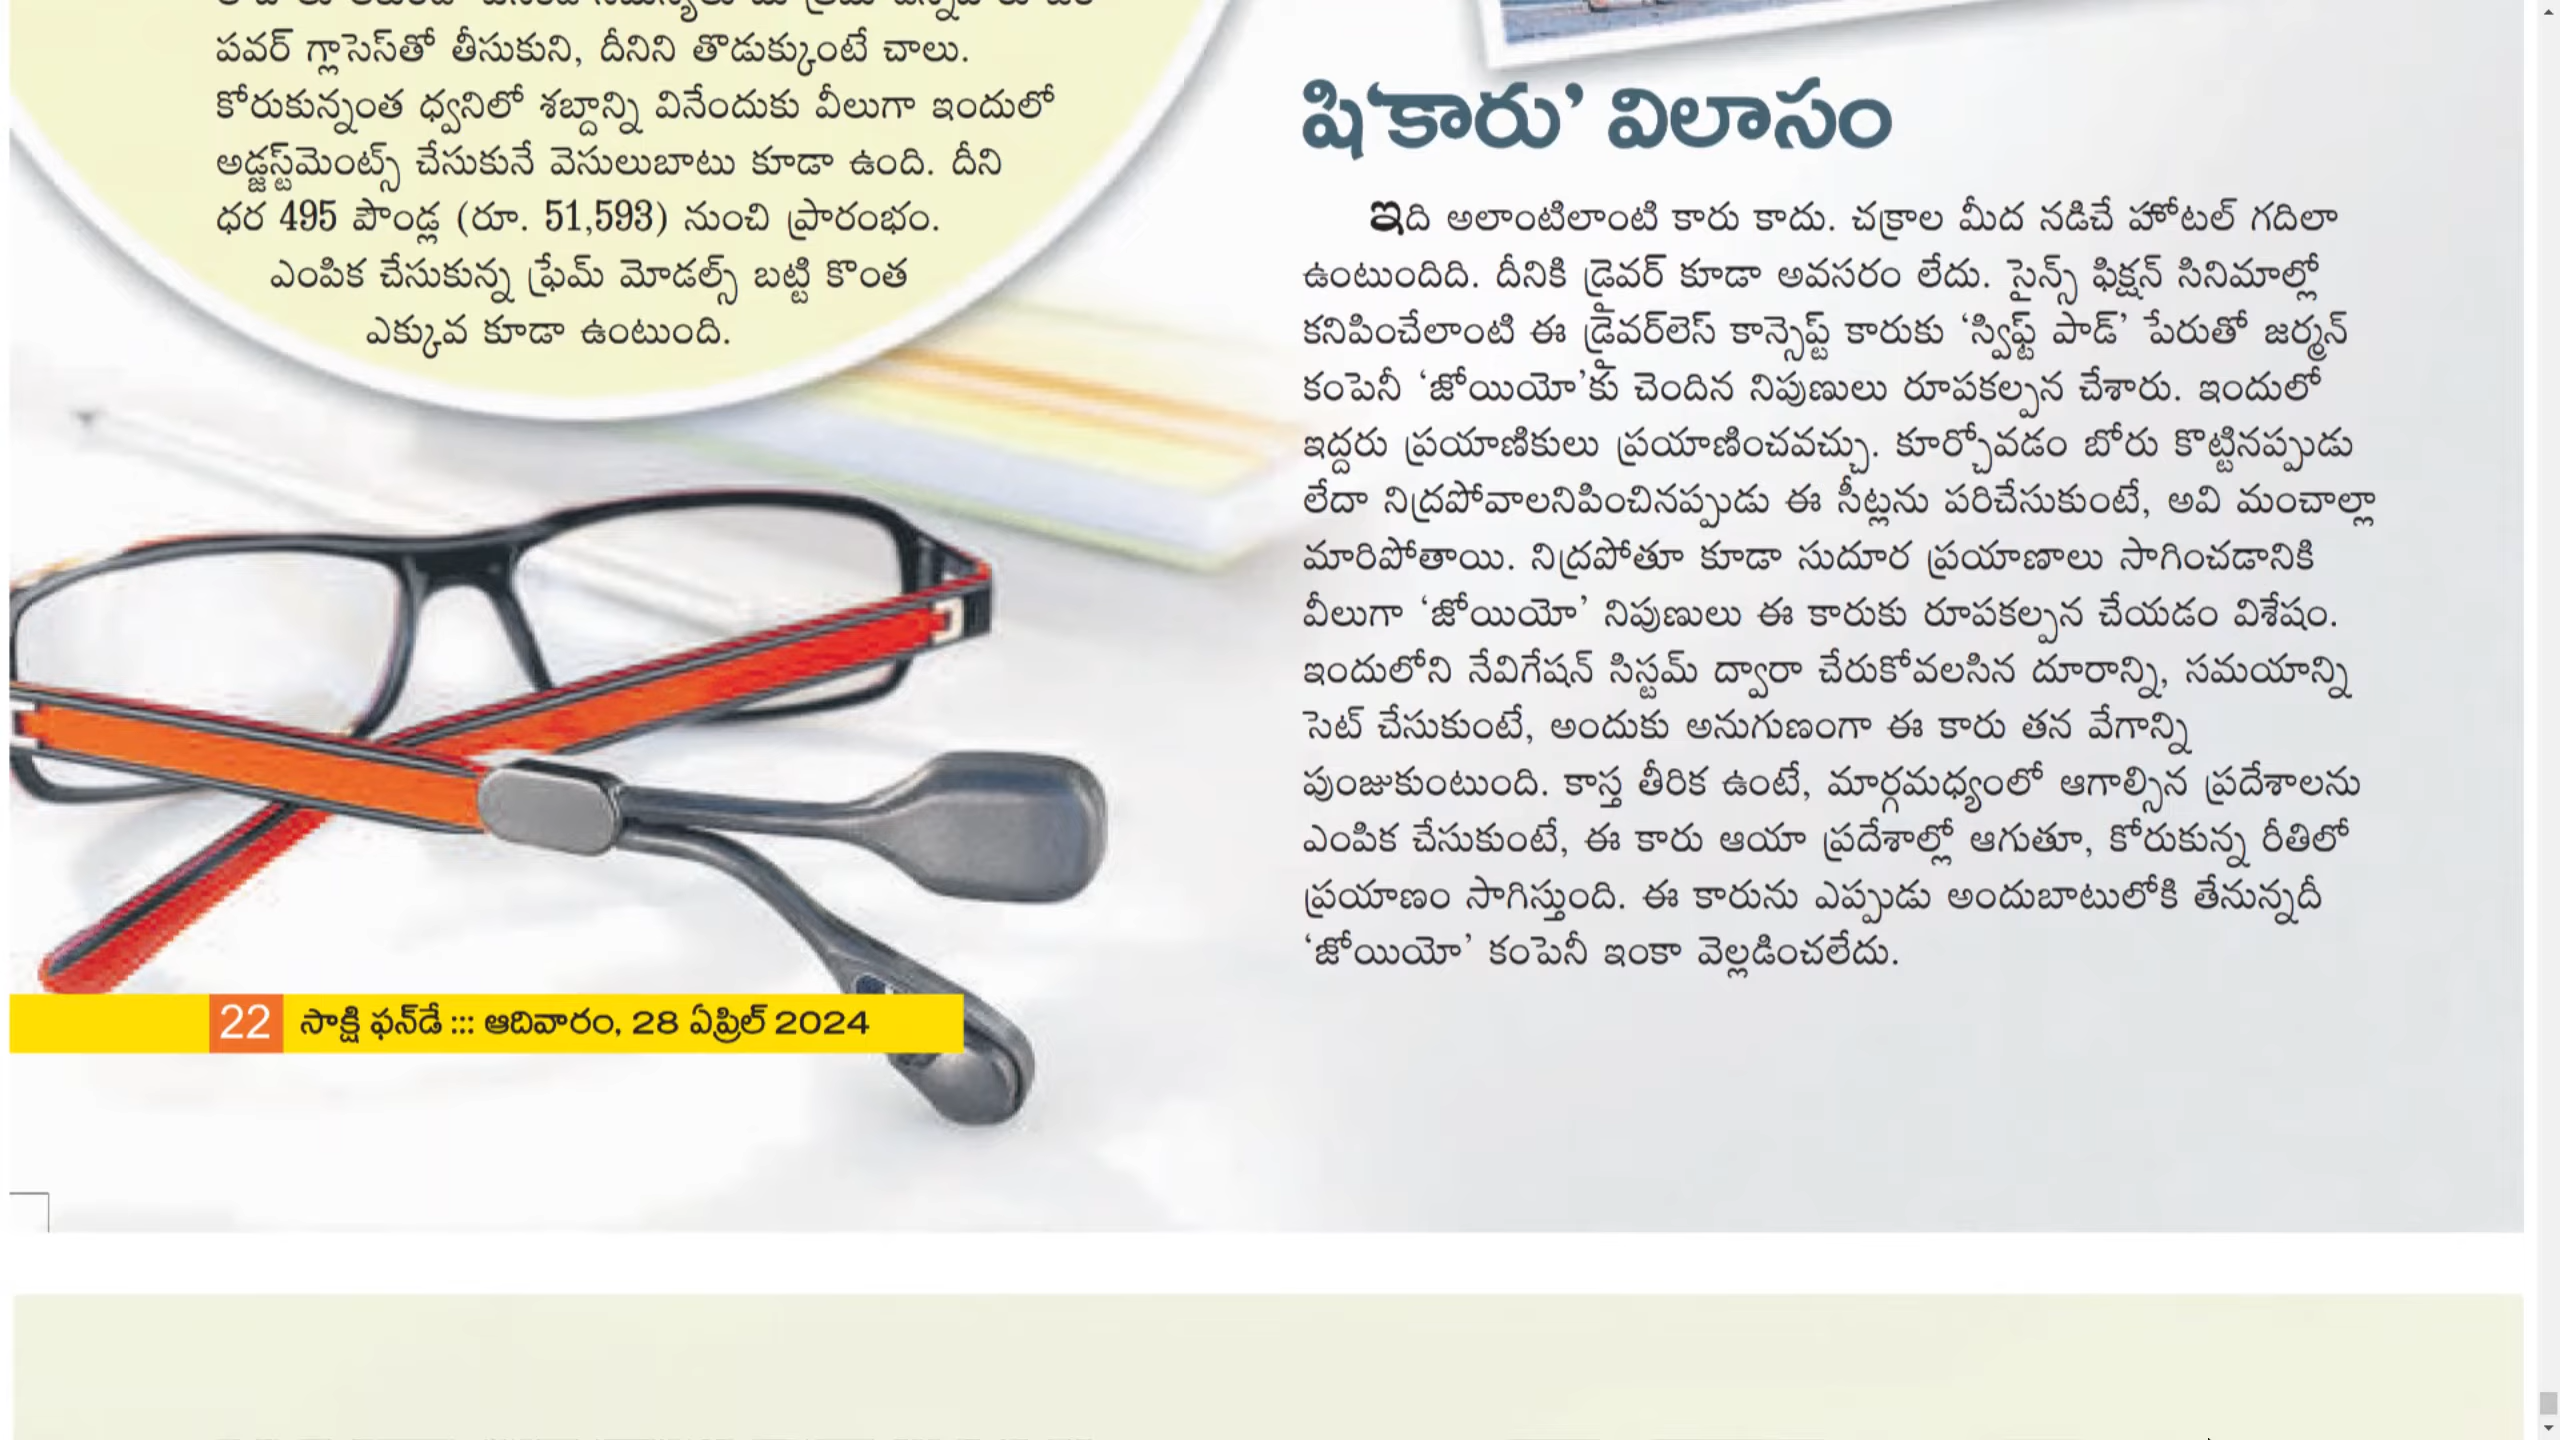 పవర్ గ్లాసెస్‌తో తీసుకుని, దీనిని తొడుక్కుంటే చాలు.
కోరుకున్నంత ధ్వనిలో శబ్దాన్ని వినేందుకు వీలుగా ఇందులో
అడ్జస్ట్‌మెంట్స్ చేసుకునే వెసులుబాటు కూడా ఉంది. దీని
ధర 495 పౌండ్ల (రూ. 51,593) నుంచి ప్రారంభం.
ఎంపిక చేసుకున్న ఫ్రేమ్ మోడల్స్ బట్టి కొంత
ఎక్కువ కూడా ఉంటుంది.
షి‘కారు’ విలాసం
ఇది అలాంటిలాంటి కారు కాదు. చక్రాల మీద నడిచే హోటల్ గదిలా
ఉంటుందిది. దీనికి డ్రైవర్ కూడా అవసరం లేదు. సైన్స్ ఫిక్షన్ సినిమాల్లో
కనిపించేలాంటి ఈ డ్రైవర్‌లెస్ కాన్సెప్ట్ కారుకు ‘స్విఫ్ట్ పాడ్’ పేరుతో జర్మన్
కంపెనీ ‘జోయియో’కు చెందిన నిపుణులు రూపకల్పన చేశారు. ఇందులో
ఇద్దరు ప్రయాణికులు ప్రయాణించవచ్చు. కూర్చోవడం బోరు కొట్టినప్పుడు
లేదా నిద్రపోవాలనిపించినప్పుడు ఈ సీట్లను పరిచేసుకుంటే, అవి మంచాల్లా
మారిపోతాయి. నిద్రపోతూ కూడా సుదూర ప్రయాణాలు సాగించడానికి
వీలుగా ‘జోయియో’ నిపుణులు ఈ కారుకు రూపకల్పన చేయడం విశేషం.
ఇందులోని నేవిగేషన్ సిస్టమ్ ద్వారా చేరుకోవలసిన దూరాన్ని, సమయాన్ని
సెట్ చేసుకుంటే, అందుకు అనుగుణంగా ఈ కారు తన వేగాన్ని
పుంజుకుంటుంది. కాస్త తీరిక ఉంటే, మార్గమధ్యంలో ఆగాల్సిన ప్రదేశాలను
ఎంపిక చేసుకుంటే, ఈ కారు ఆయా ప్రదేశాల్లో ఆగుతూ, కోరుకున్న రీతిలో
ప్రయాణం సాగిస్తుంది. ఈ కారును ఎప్పుడు అందుబాటులోకి తేనున్నదీ
‘జోయియో’ కంపెనీ ఇంకా వెల్లడించలేదు.
22 సాక్షి ఫన్‌డే ::: ఆదివారం, 28 ఏప్రిల్ 2024